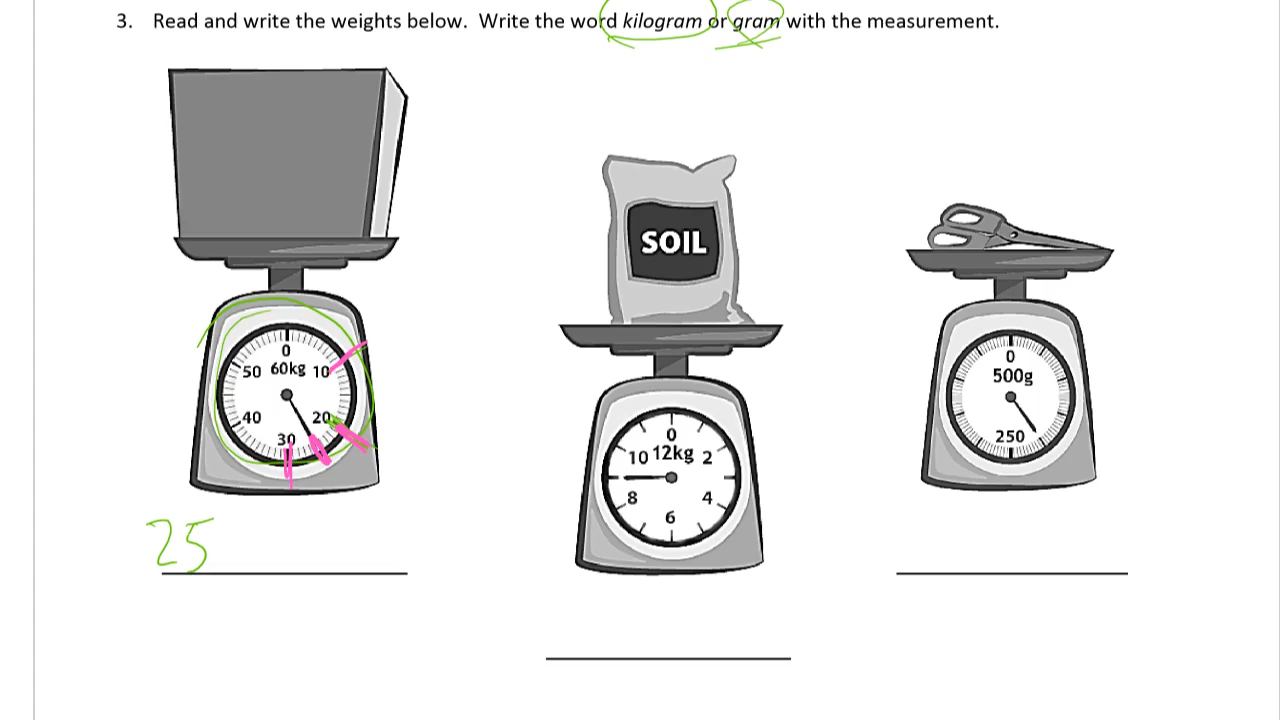 3. Read and write the weights below. Write the word kilogram or gram with the measurement.
0
50 60kg 10
40 20
30
25
SOIL
0
10 12kg 2
8 4
6
0
500g
250